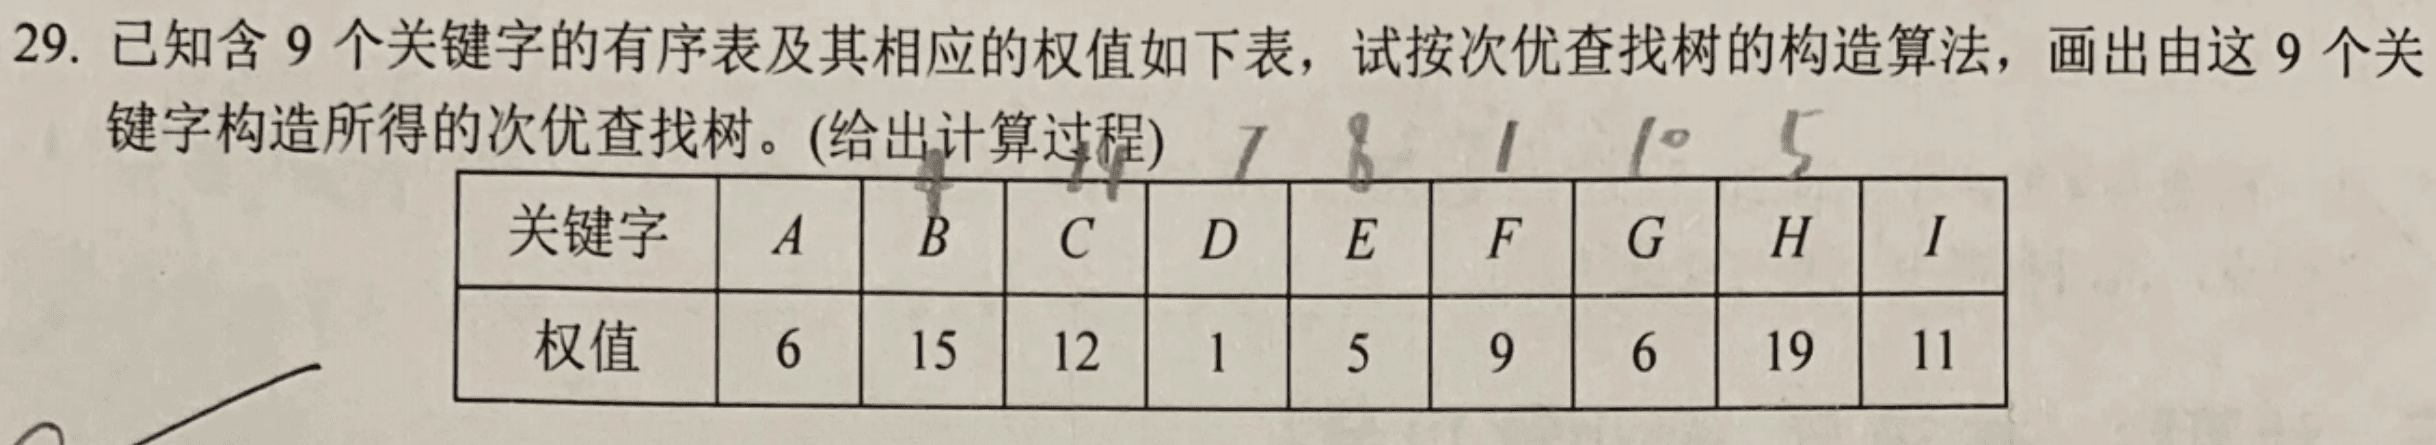 29. 已知含 9 个关键字的有序表及其相应的权值如下表，试按次优查找树的构造算法，画出由这 9 个关
键字构造所得的次优查找树。(给出计算过程)
14 7 8 1 10 5
关键字 A B C D E F G H I
权值 6 15 12 1 5 9 6 19 11